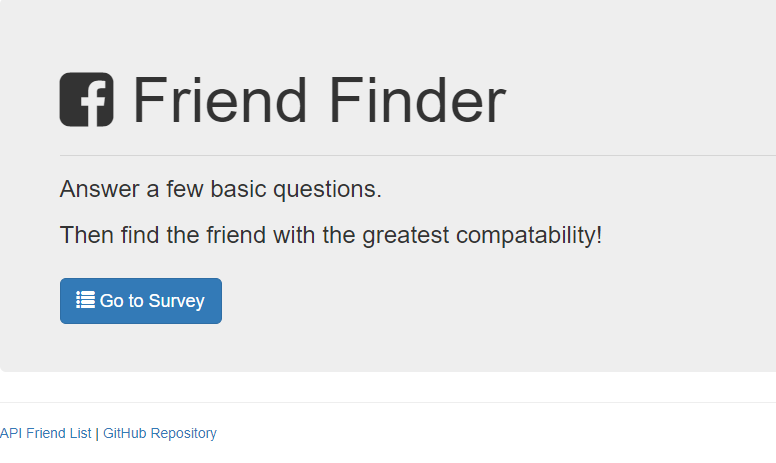 Friend Finder
Answer a few basic questions.
Then find the friend with the greatest compatability!
Go to Survey
API Friend List | GitHub Repository